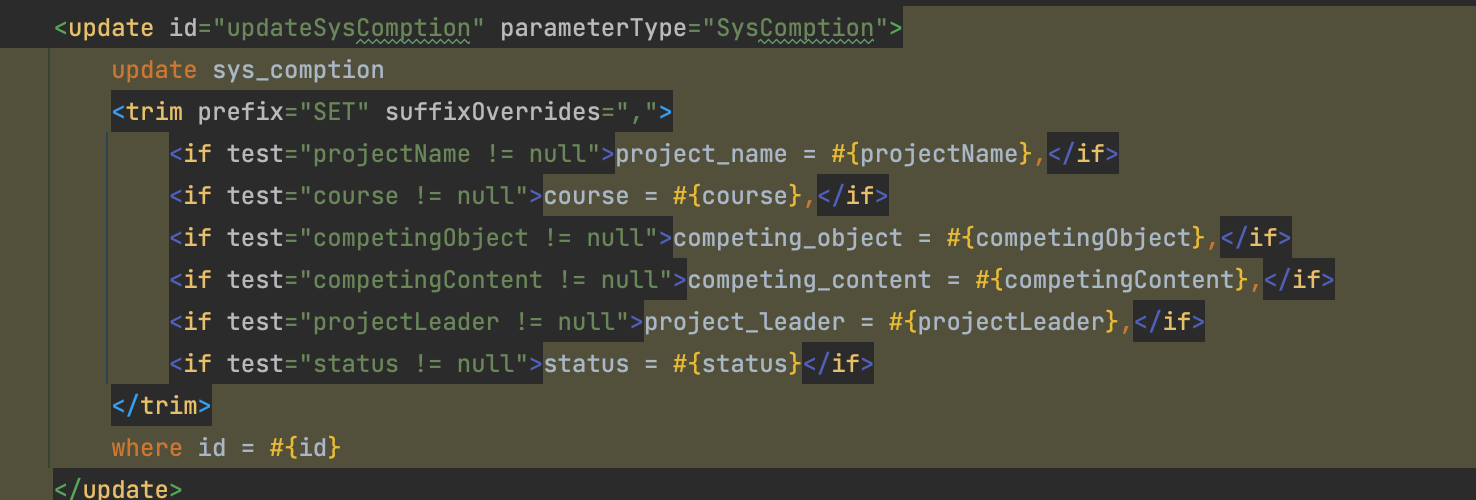 <update id="updateSysComption" parameterType="SysComption">
update sys_comption
<trim prefix="SET" suffixOverrides=",">
<if test="projectName != null">project_name = #{projectName},</if>
<if test="course != null">course = #{course},</if>
<if test="competingObject != null">competing_object = #{competingObject},</if>
<if test="competingContent != null">competing_content = #{competingContent},</if>
<if test="projectLeader != null">project_leader = #{projectLeader},</if>
<if test="status != null">status = #{status}</if>
</trim>
where id = #{id}
</update>